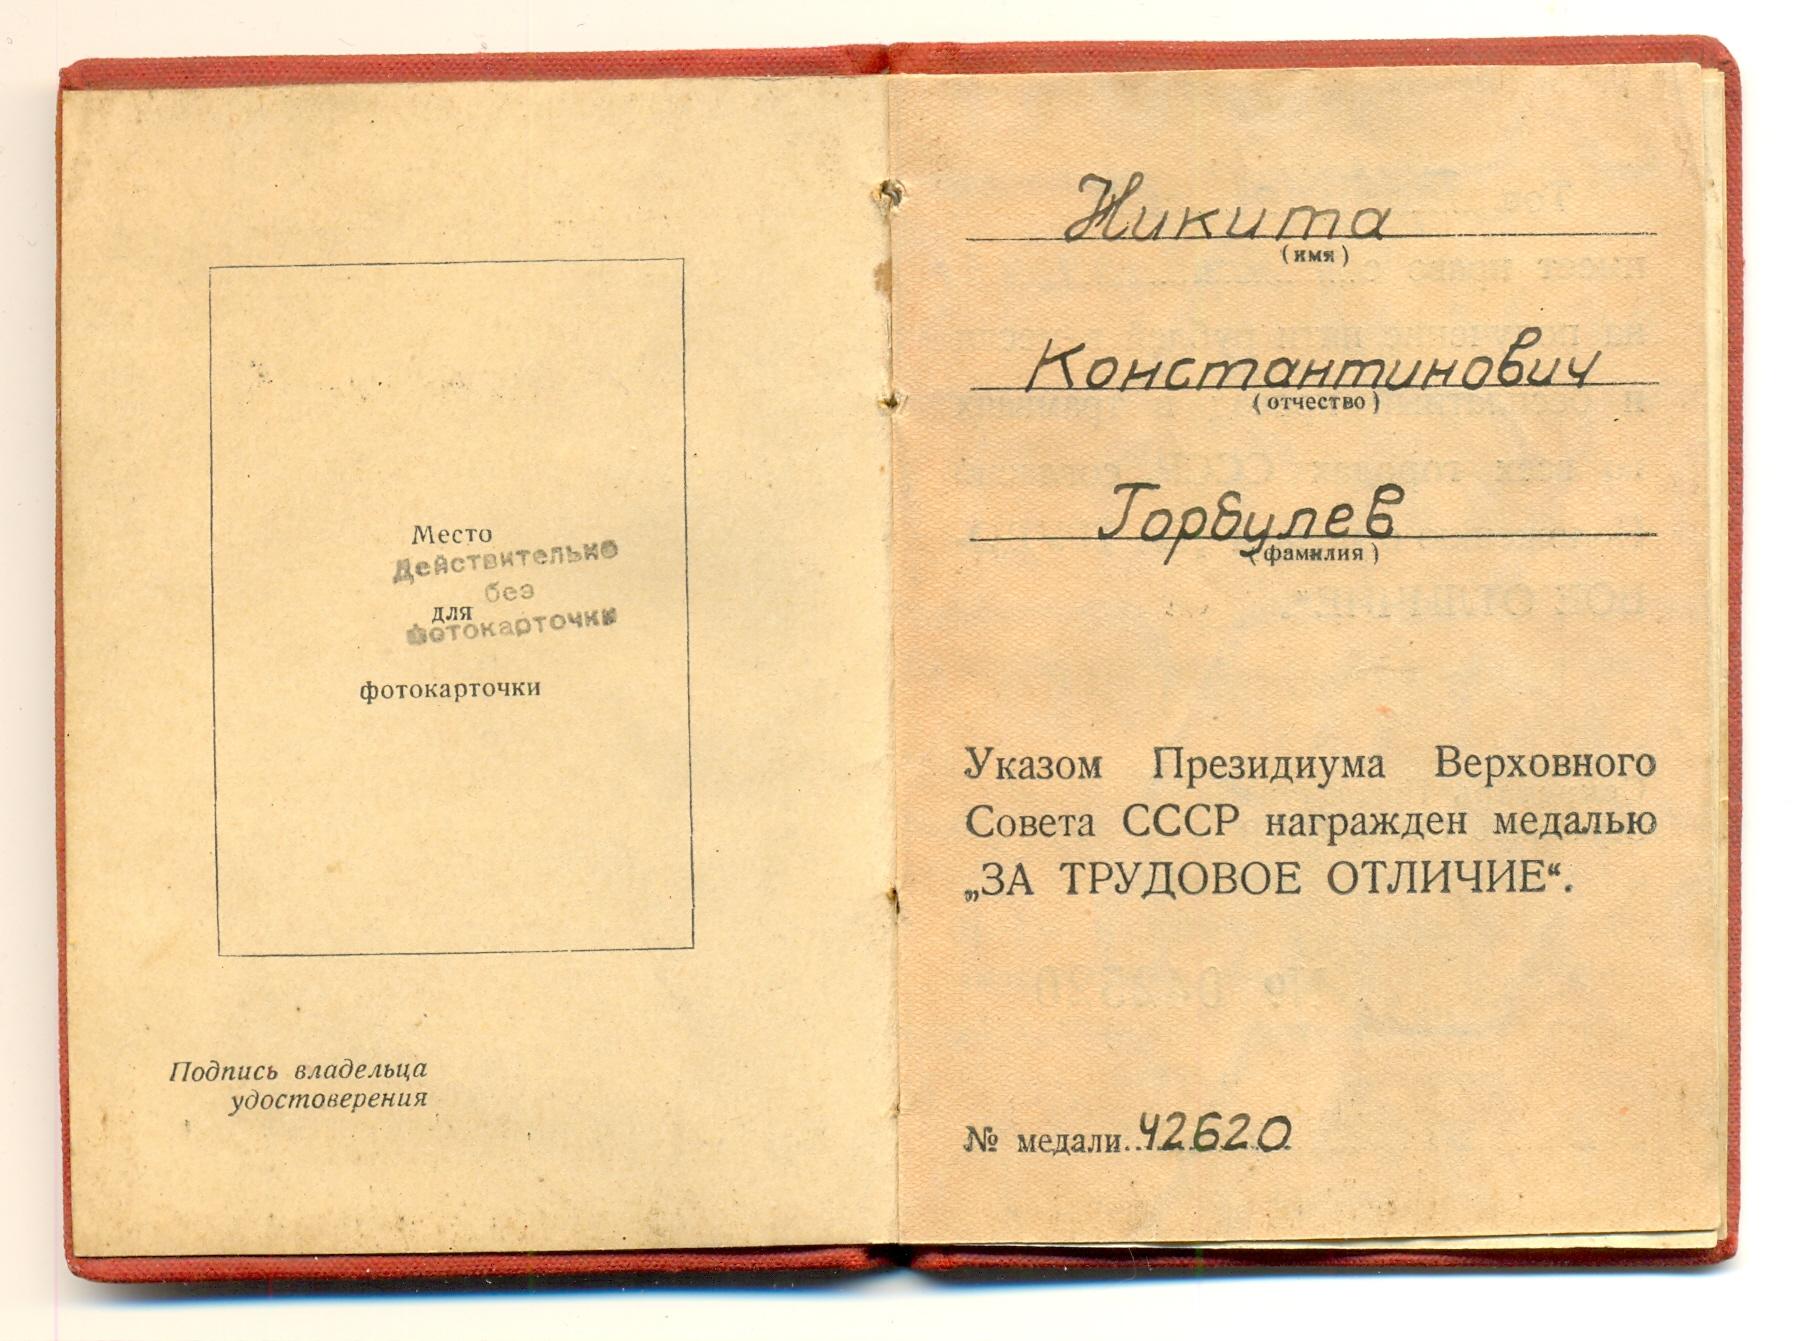 Место
Действительно
без
для
фотокарточки
фотокарточки
Подпись владельца
удостоверения
Никита
(имя)
Константинович
(отчество)
Горбулев
(фамилия)
Указом Президиума Верховного
Совета СССР награжден медалью
„ЗА ТРУДОВОЕ ОТЛИЧИЕ“.
№ медали..42620